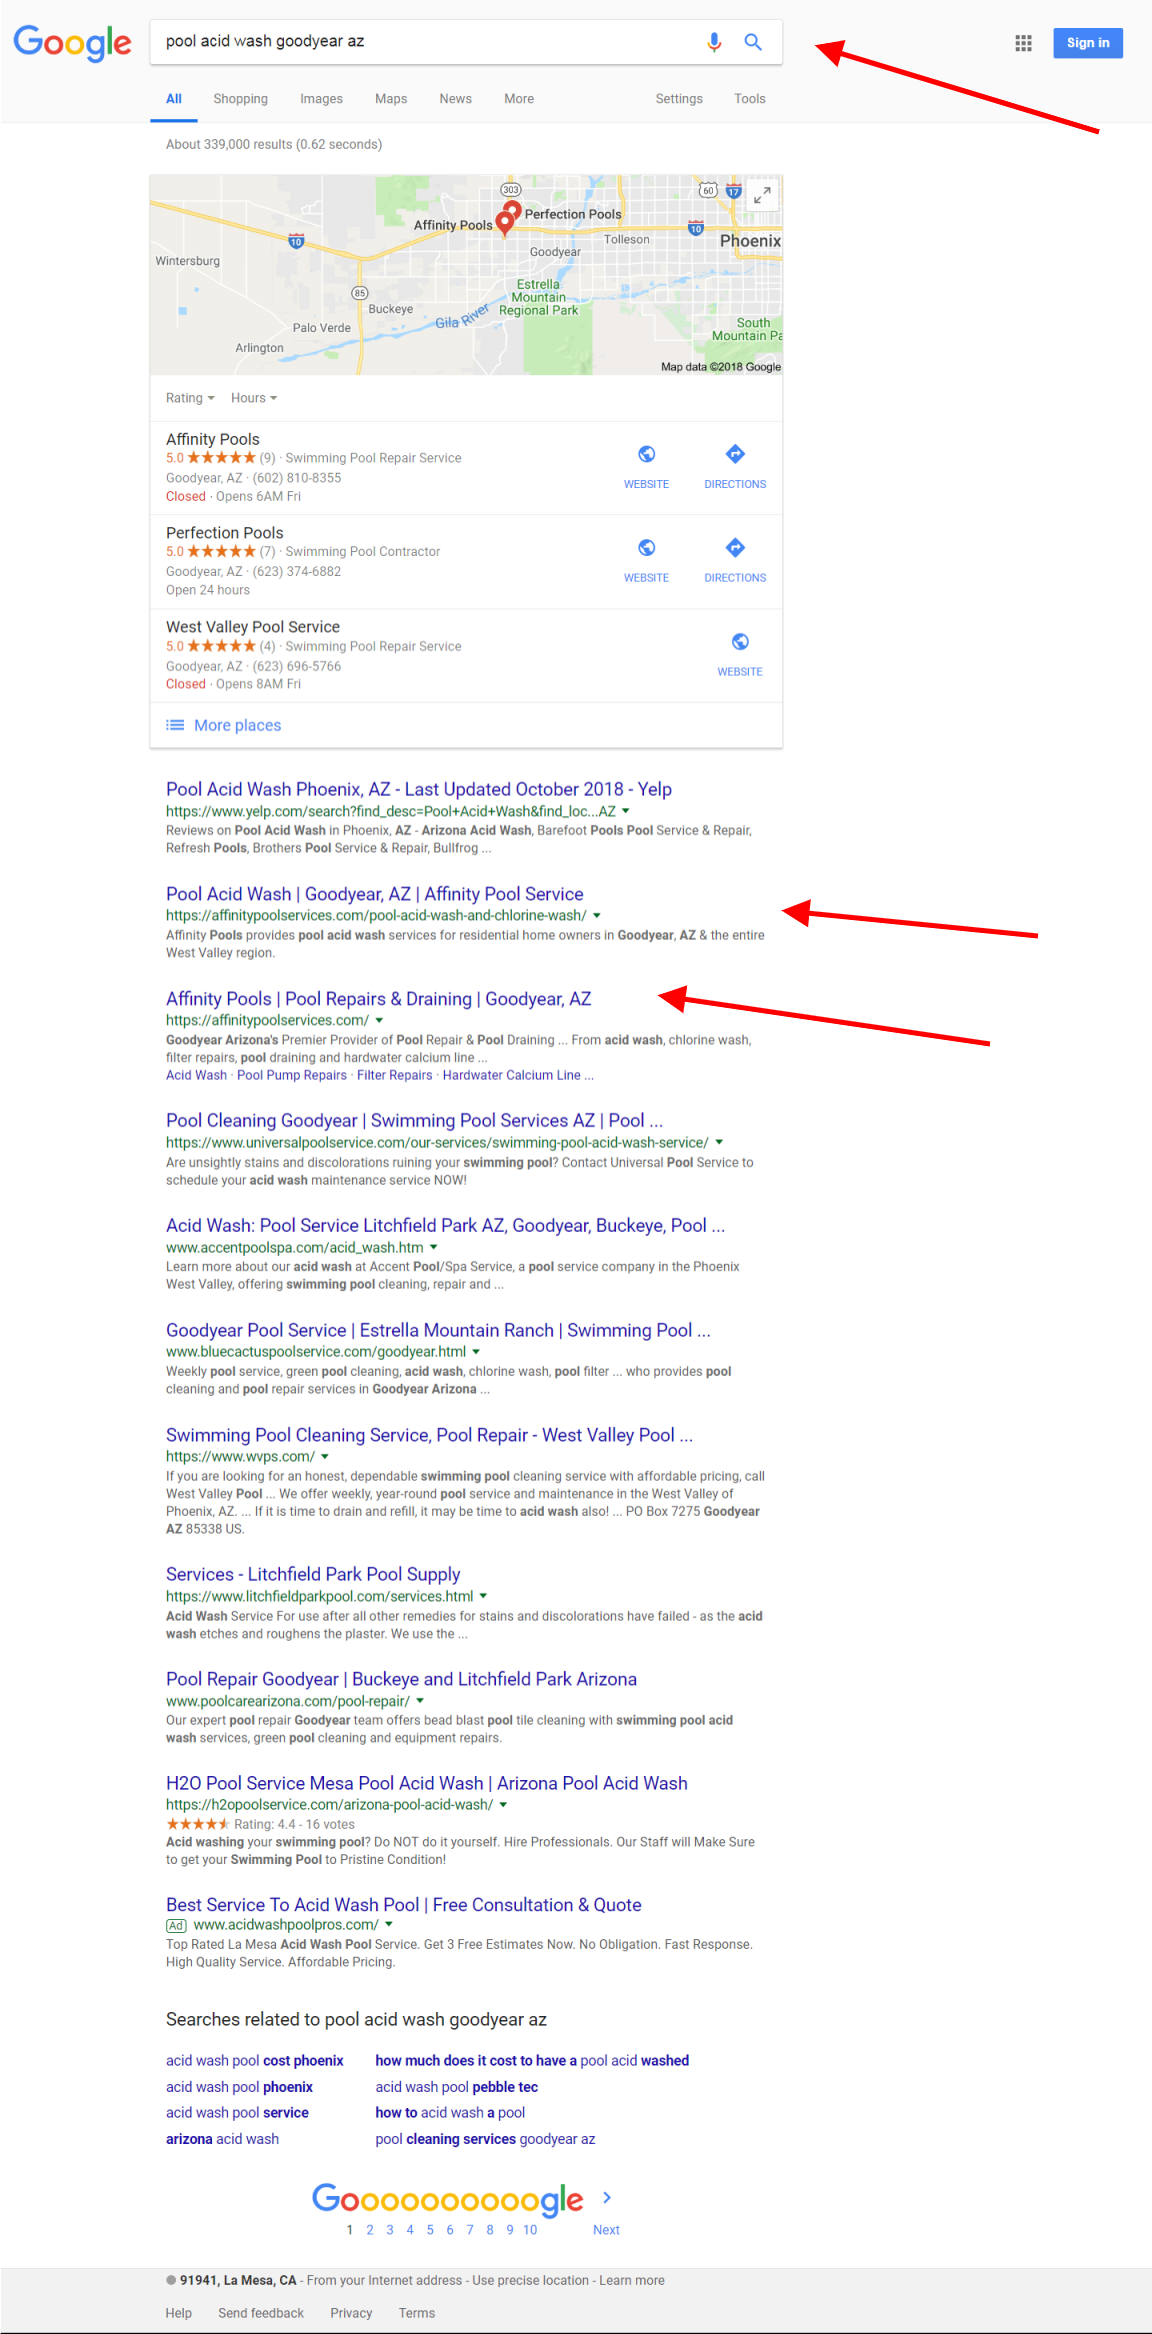 Google
pool acid wash goodyear az
Sign in
All Shopping Images Maps News More Settings Tools
About 339,000 results (0.62 seconds)
303
60
17
Affinity Pools
Perfection Pools
10
10
Tolleson
Phoenix
Goodyear
Wintersburg
85
Buckeye
Estrella
Mountain
Regional Park
Gila River
Palo Verde
South
Mountain Pa
Arlington
Map data ©2018 Google
Rating Hours
Affinity Pools
5.0 ★★★★★ (9) · Swimming Pool Repair Service
Goodyear, AZ · (602) 810-8355
Closed · Opens 6AM Fri
WEBSITE DIRECTIONS
Perfection Pools
5.0 ★★★★★ (7) · Swimming Pool Contractor
Goodyear, AZ · (623) 374-6882
Open 24 hours
WEBSITE DIRECTIONS
West Valley Pool Service
5.0 ★★★★★ (4) · Swimming Pool Repair Service
Goodyear, AZ · (623) 696-5766
Closed · Opens 8AM Fri
WEBSITE
More places
Pool Acid Wash Phoenix, AZ - Last Updated October 2018 - Yelp
https://www.yelp.com/search?find_desc=Pool+Acid+Wash&find_loc...AZ
Reviews on Pool Acid Wash in Phoenix, AZ - Arizona Acid Wash, Barefoot Pools Pool Service & Repair,
Refresh Pools, Brothers Pool Service & Repair, Bullfrog ...
Pool Acid Wash | Goodyear, AZ | Affinity Pool Service
https://affinitypoolservices.com/pool-acid-wash-and-chlorine-wash/
Affinity Pools provides pool acid wash services for residential home owners in Goodyear, AZ & the entire
West Valley region.
Affinity Pools | Pool Repairs & Draining | Goodyear, AZ
https://affinitypoolservices.com/
Goodyear Arizona's Premier Provider of Pool Repair & Pool Draining ... From acid wash, chlorine wash,
filter repairs, pool draining and hardwater calcium line ...
Acid Wash · Pool Pump Repairs · Filter Repairs · Hardwater Calcium Line ...
Pool Cleaning Goodyear | Swimming Pool Services AZ | Pool ...
https://www.universalpoolservice.com/our-services/swimming-pool-acid-wash-service/
Are unsightly stains and discolorations ruining your swimming pool? Contact Universal Pool Service to
schedule your acid wash maintenance service NOW!
Acid Wash: Pool Service Litchfield Park AZ, Goodyear, Buckeye, Pool ...
www.accentpoolspa.com/acid_wash.htm
Learn more about our acid wash at Accent Pool/Spa Service, a pool service company in the Phoenix
West Valley, offering swimming pool cleaning, repair and ...
Goodyear Pool Service | Estrella Mountain Ranch | Swimming Pool ...
www.bluecactuspoolservice.com/goodyear.html
Weekly pool service, green pool cleaning, acid wash, chlorine wash, pool filter ... who provides pool
cleaning and pool repair services in Goodyear Arizona ...
Swimming Pool Cleaning Service, Pool Repair - West Valley Pool ...
https://www.wvps.com/
If you are looking for an honest, dependable swimming pool cleaning service with affordable pricing, call
West Valley Pool ... We offer weekly, year-round pool service and maintenance in the West Valley of
Phoenix, AZ. ... If it is time to drain and refill, it may be time to acid wash also! ... PO Box 7275 Goodyear
AZ 85338 US.
Services - Litchfield Park Pool Supply
https://www.litchfieldparkpool.com/services.html
Acid Wash Service For use after all other remedies for stains and discolorations have failed - as the acid
wash etches and roughens the plaster. We use the ...
Pool Repair Goodyear | Buckeye and Litchfield Park Arizona
www.poolcarearizona.com/pool-repair/
Our expert pool repair Goodyear team offers bead blast pool tile cleaning with swimming pool acid
wash services, green pool cleaning and equipment repairs.
H2O Pool Service Mesa Pool Acid Wash | Arizona Pool Acid Wash
https://h2opoolservice.com/arizona-pool-acid-wash/
Rating: 4.4 - 16 votes
Acid washing your swimming pool? Do NOT do it yourself. Hire Professionals. Our Staff will Make Sure
to get your Swimming Pool to Pristine Condition!
Best Service To Acid Wash Pool | Free Consultation & Quote
Ad www.acidwashpoolpros.com/
Top Rated La Mesa Acid Wash Pool Service. Get 3 Free Estimates Now. No Obligation. Fast Response.
High Quality Service. Affordable Pricing.
Searches related to pool acid wash goodyear az
acid wash pool cost phoenix how much does it cost to have a pool acid washed
acid wash pool phoenix acid wash pool pebble tec
acid wash pool service how to acid wash a pool
arizona acid wash pool cleaning services goodyear az
Goooooooooogle
1 2 3 4 5 6 7 8 9 10 Next
91941, La Mesa, CA - From your Internet address - Use precise location - Learn more
Help Send feedback Privacy Terms